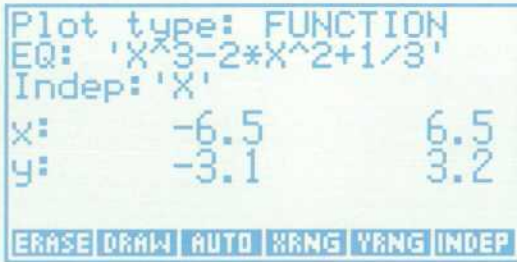 Plot type: FUNCTION
EQ: 'X^3-2*X^2+1/3'
Indep:'X'
x: -6.5 6.5
y: -3.1 3.2
ERASE DRAW AUTO XRNG YRNG INDEP